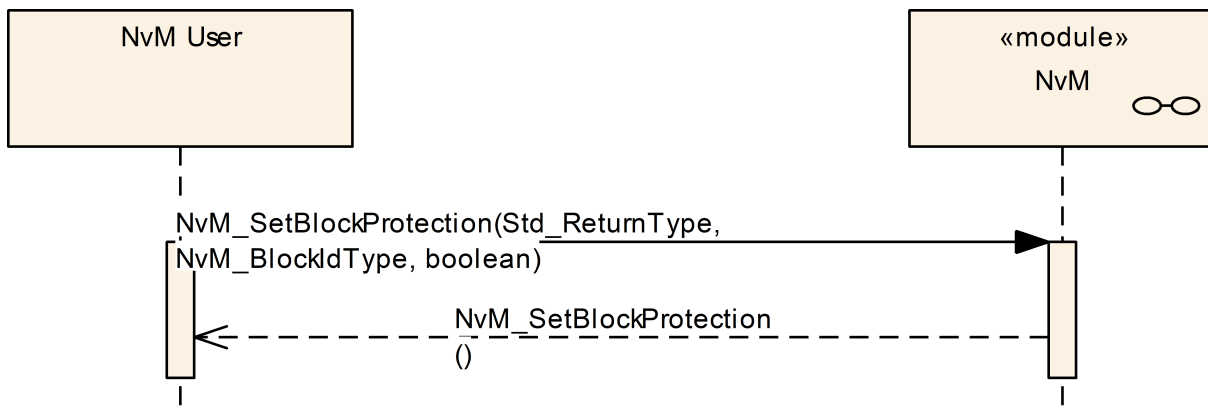 NvM User
«module»
NvM
NvM_SetBlockProtection(Std_ReturnType,
NvM_BlockIdType, boolean)
NvM_SetBlockProtection
()